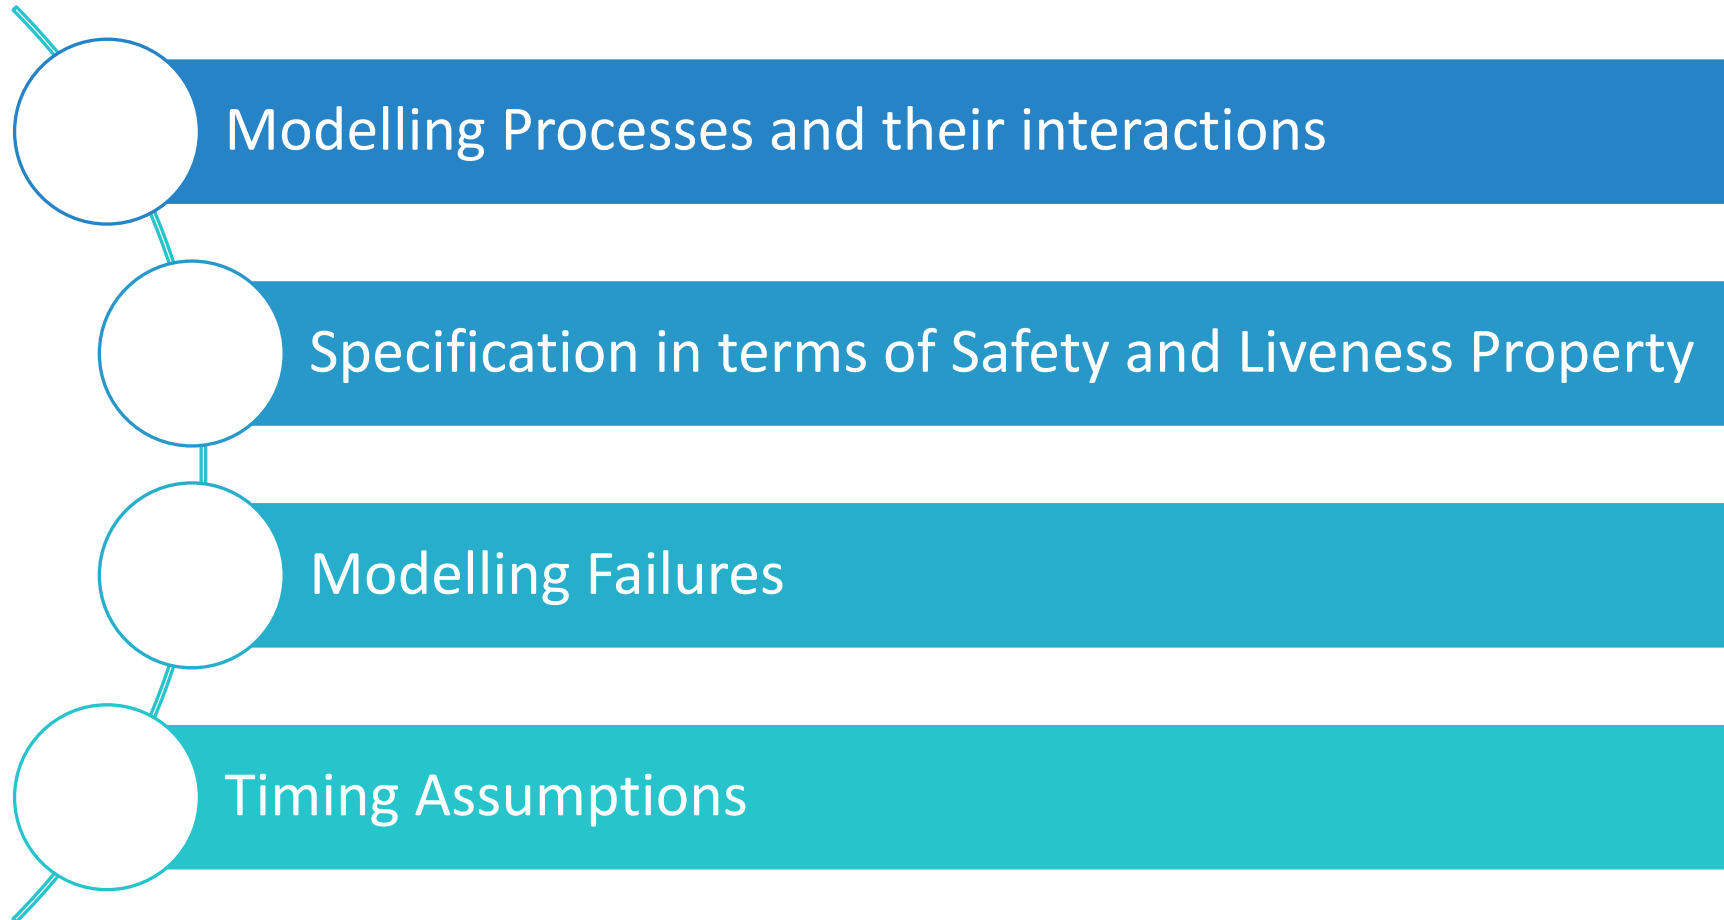 Modelling Processes and their interactions
Specification in terms of Safety and Liveness Property
Modelling Failures
Timing Assumptions